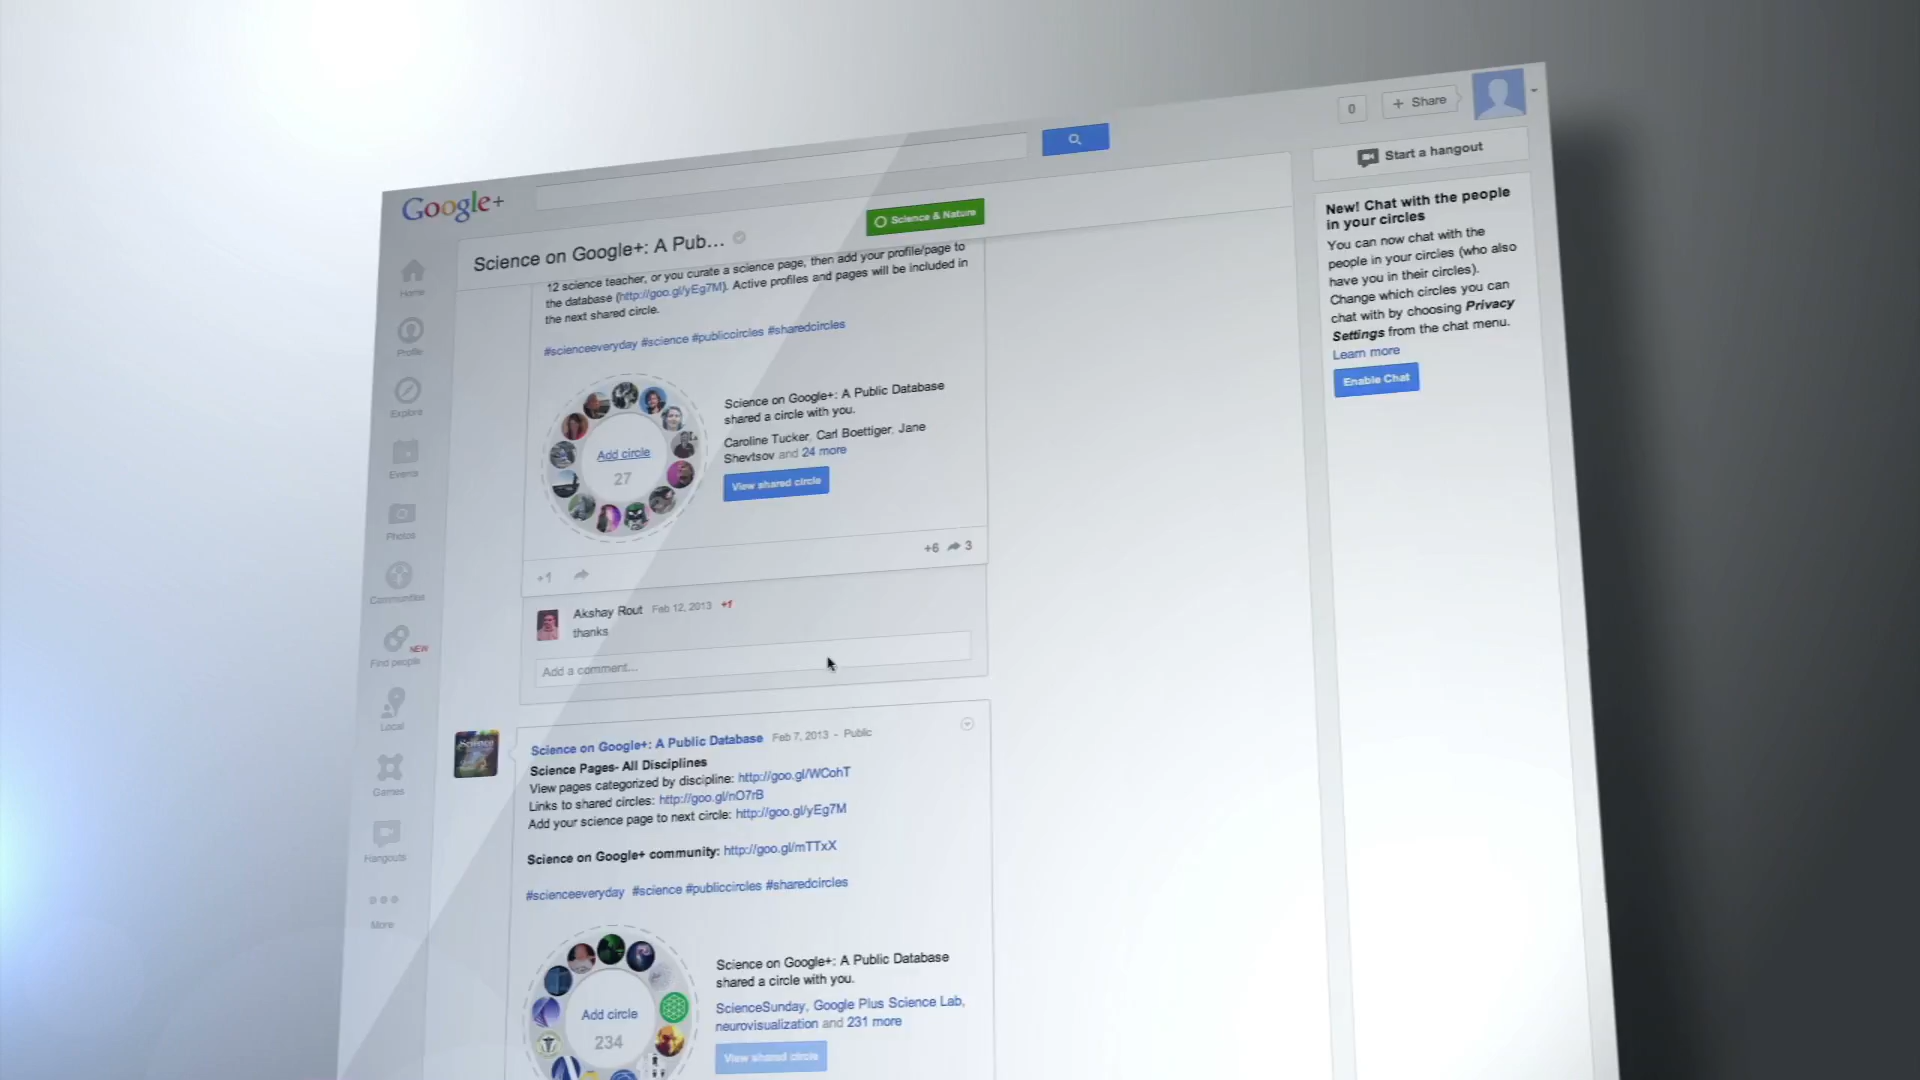 Google+
0
+ Share
Start a hangout
New! Chat with the people
in your circles
You can now chat with the
people in your circles (who also
have you in their circles).
Change which circles you can
chat with by choosing Privacy
Settings from the chat menu.
Learn more
Enable Chat
Home
Profile
Explore
Events
Photos
Communities
Find people
NEW
Local
Games
Hangouts
More
Science on Google+: A Pub...
Science & Nature
12 science teacher, or you curate a science page, then add your profile/page to
the database (http://goo.gl/yEg7M). Active profiles and pages will be included in
the next shared circle.
#scienceeveryday #science #publiccircles #sharedcircles
Add circle
27
Science on Google+: A Public Database
shared a circle with you.
Caroline Tucker, Carl Boettiger, Jane
Shevtsov and 24 more
View shared circle
+1
+6
3
Akshay Rout Feb 12, 2013 +1
thanks
Add a comment...
Science on Google+: A Public Database Feb 7, 2013 - Public
Science Pages- All Disciplines
View pages categorized by discipline: http://goo.gl/WCohT
Links to shared circles: http://goo.gl/nO7rB
Add your science page to next circle: http://goo.gl/yEg7M
Science on Google+ community: http://goo.gl/mTTxX
#scienceeveryday #science #publiccircles #sharedcircles
Add circle
234
Science on Google+: A Public Database
shared a circle with you.
ScienceSunday, Google Plus Science Lab,
neurovisualization and 231 more
View shared circle